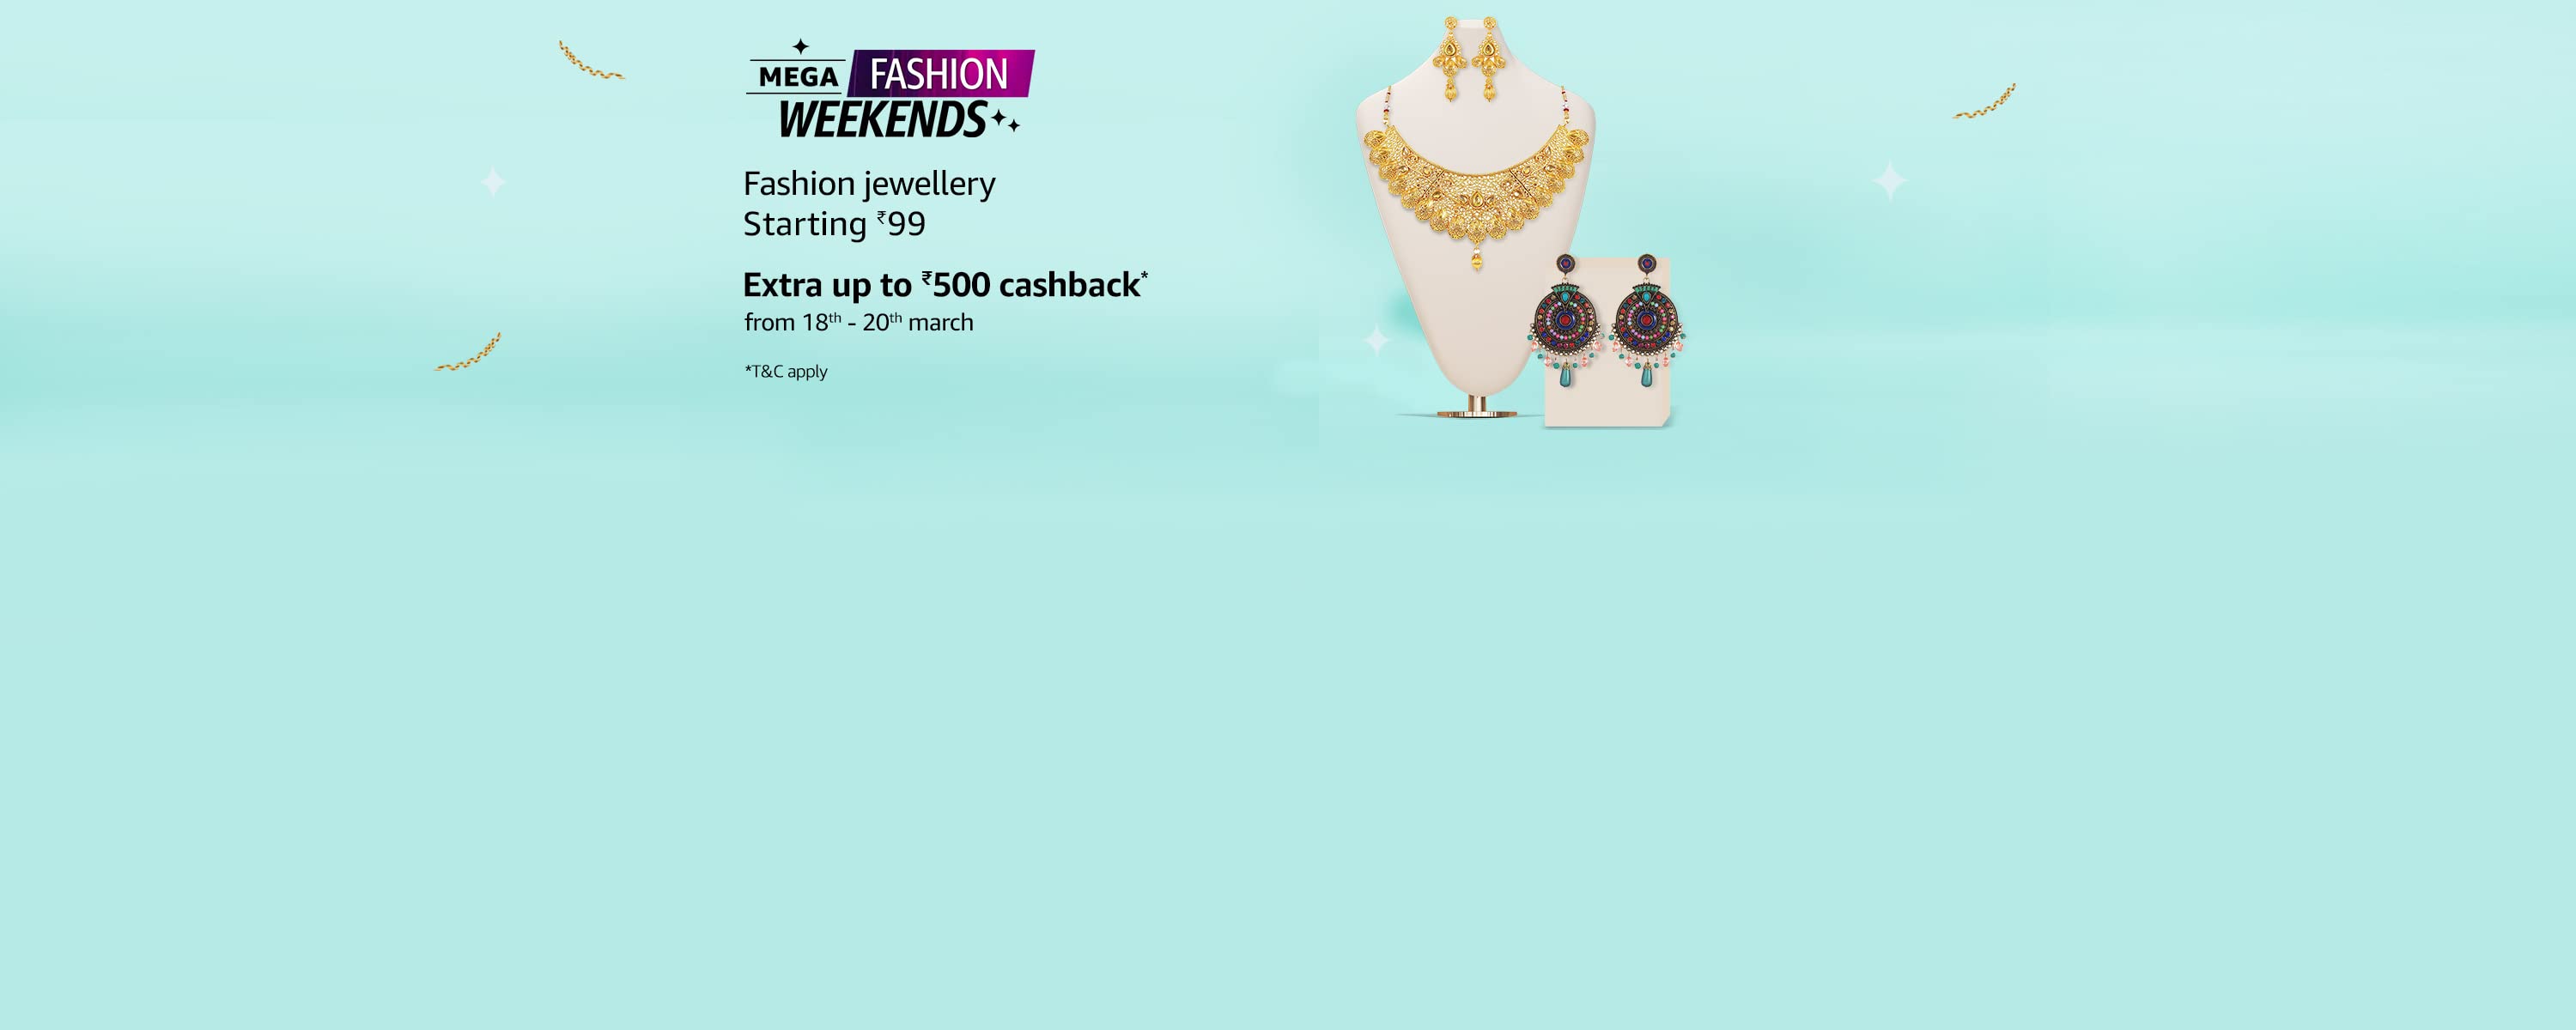 MEGA FASHION
WEEKENDS
Fashion jewellery
Starting ₹99
Extra up to ₹500 cashback*
from 18th - 20th march
*T&C apply